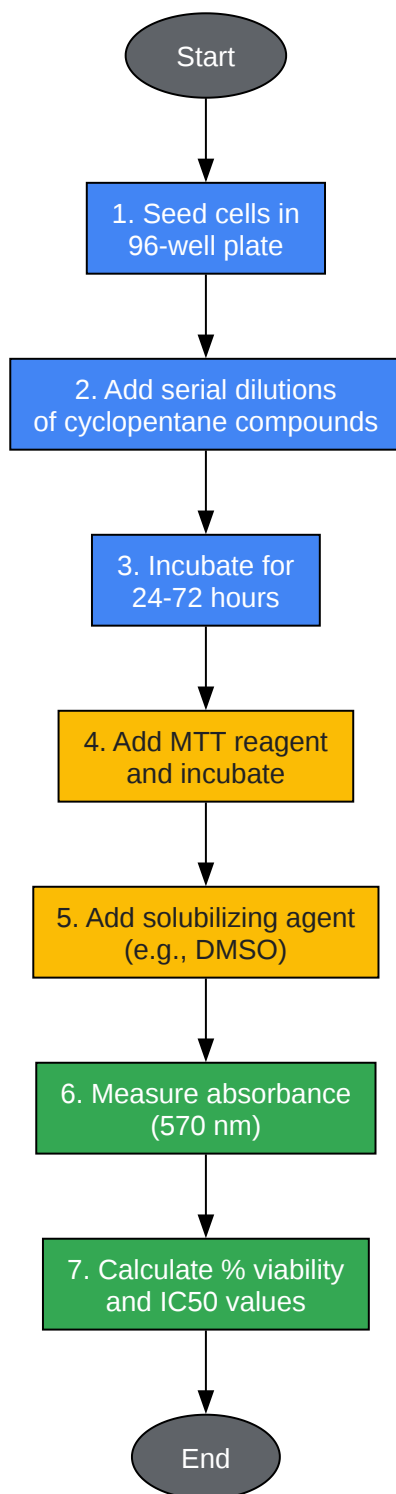 Start
1. Seed cells in
96-well plate
2. Add serial dilutions
of cyclopentane compounds
3. Incubate for
24-72 hours
4. Add MTT reagent
and incubate
5. Add solubilizing agent
(e.g., DMSO)
6. Measure absorbance
(570 nm)
7. Calculate % viability
and IC50 values
End